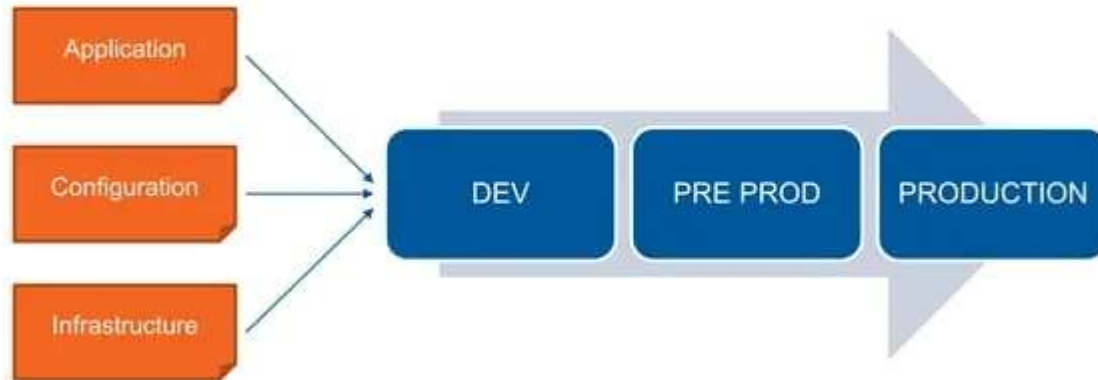 Application
Configuration
Infrastructure
DEV
PRE PROD
PRODUCTION